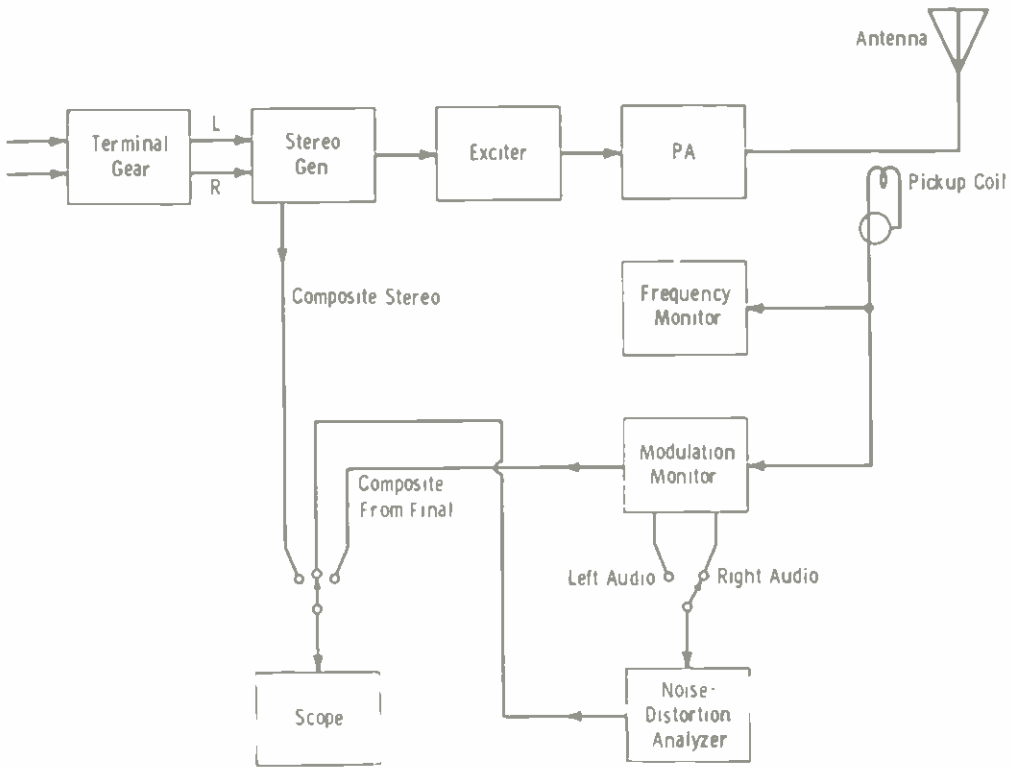 Antenna
Terminal
Gear
L
R
Stereo
Gen
Exciter
PA
Pickup Coil
Composite Stereo
Frequency
Monitor
Modulation
Monitor
Composite
From Final
Left Audio
Right Audio
Scope
Noise-
Distortion
Analyzer